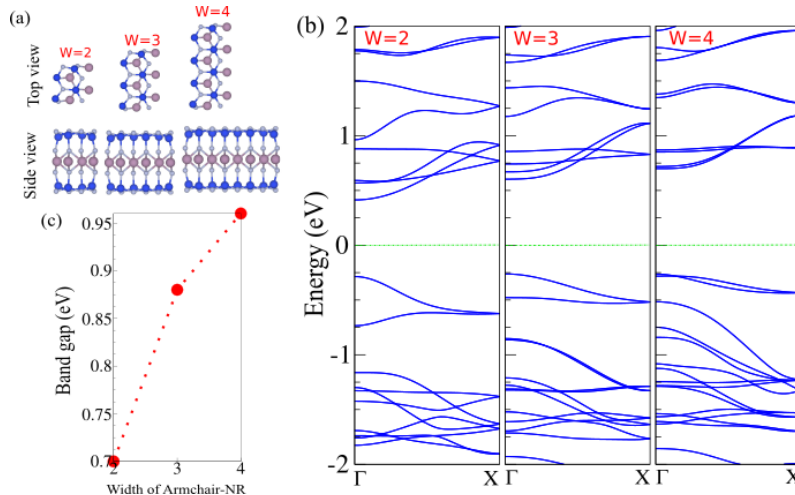 (a)
W=2
W=3
W=4
Top view
Side view
(c)
Band gap (eV)
0.95
0.9
0.85
0.8
0.75
0.7
2
3
4
Width of Armchair-NR
(b)
Energy (eV)
2
1
0
-1
-2
W=2
W=3
W=4
Γ
X
Γ
X
Γ
X